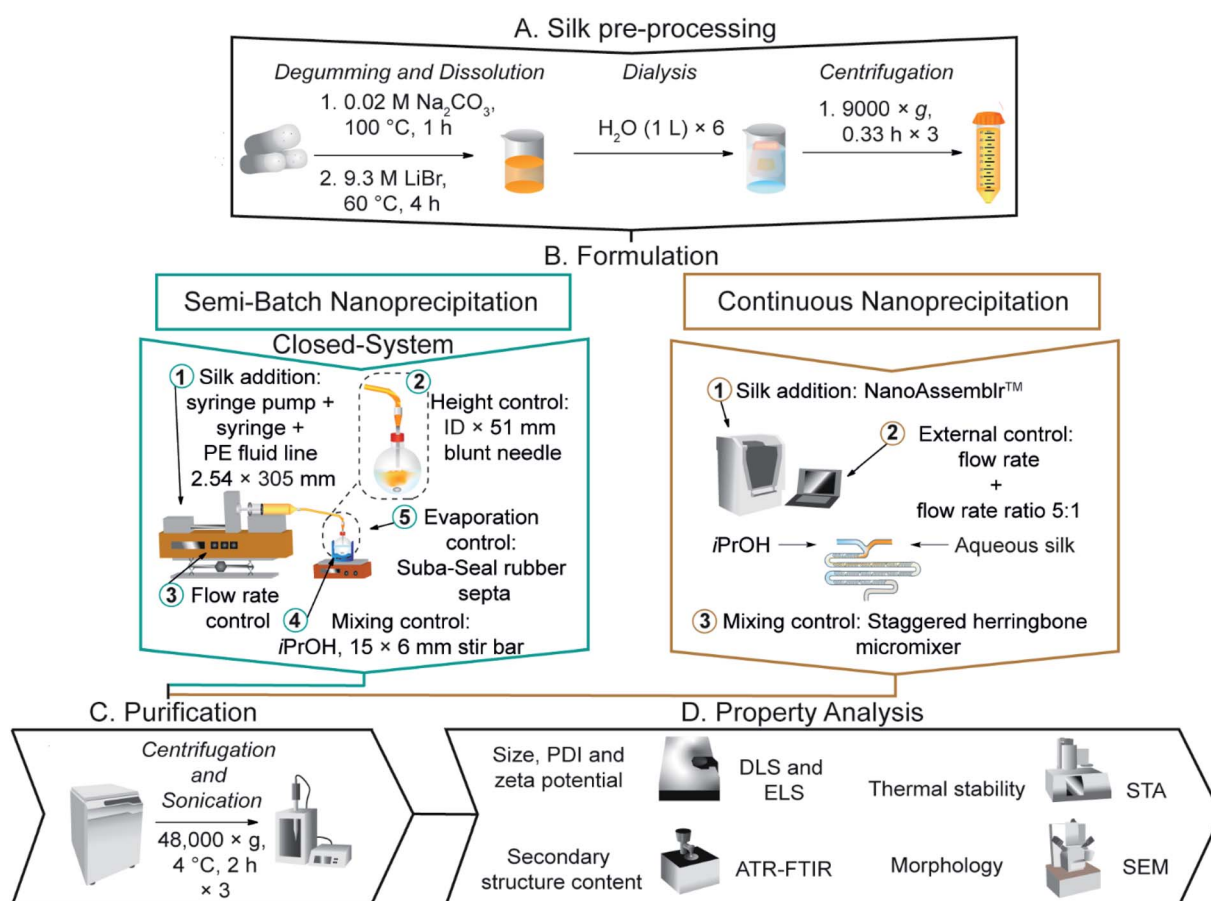 A. Silk pre-processing
Degumming and Dissolution
1. 0.02 M Na₂CO₃,
100 °C, 1 h
2. 9.3 M LiBr,
60 °C, 4 h
Dialysis
H₂O (1 L) × 6
Centrifugation
1. 9000 × g,
0.33 h × 3
B. Formulation
Semi-Batch Nanoprecipitation
Closed-System
1 Silk addition:
syringe pump +
syringe +
PE fluid line
2.54 × 305 mm
2
Height control:
ID × 51 mm
blunt needle
5 Evaporation
control:
Suba-Seal rubber
septa
3 Flow rate
control
4
Mixing control:
iPrOH, 15 × 6 mm stir bar
Continuous Nanoprecipitation
1 Silk addition: NanoAssemblr™
2 External control:
flow rate
+
flow rate ratio 5:1
iPrOH
Aqueous silk
3 Mixing control: Staggered herringbone
micromixer
C. Purification
Centrifugation
and
Sonication
48,000 × g,
4 °C, 2 h
× 3
D. Property Analysis
Size, PDI and
zeta potential
DLS and
ELS
Thermal stability
STA
Secondary
structure content
ATR-FTIR
Morphology
SEM